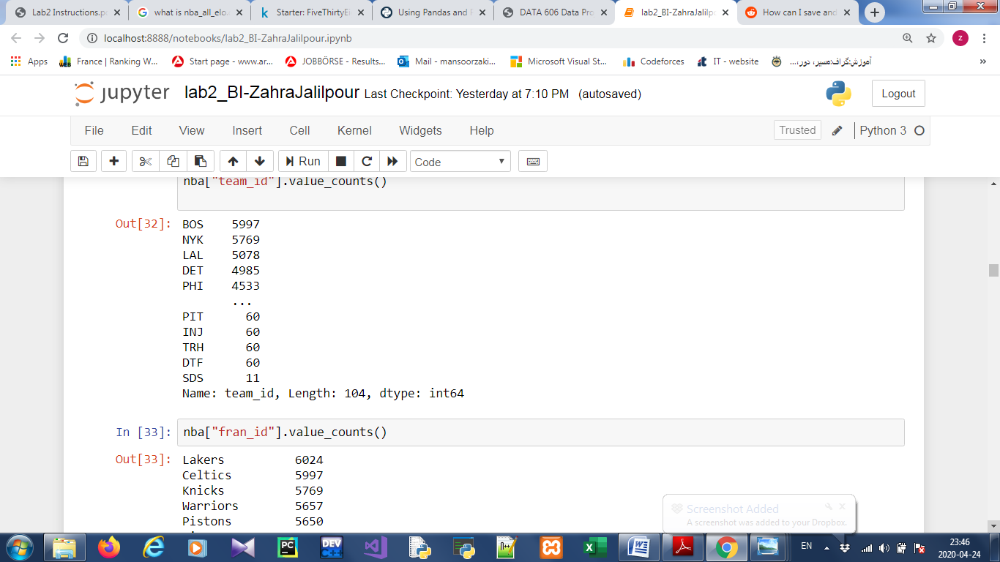 Lab2 Instructions.p
what is nba_all_elo.
Starter: FiveThirtyEi
Using Pandas and
DATA 606 Data Pro
lab2_BI-ZahraJalilp
How can I save and
localhost:8888/notebooks/lab2_BI-ZahraJalilpour.ipynb
z
Apps
France | Ranking W...
Start page - www.ar...
JOBBÖRSE - Results...
Mail - mansoorzaki...
Microsoft Visual St...
Codeforces
IT - website
آموزش:گراف:مسیر، دور،...
»
jupyter lab2_BI-ZahraJalilpour Last Checkpoint: Yesterday at 7:10 PM (autosaved)
Logout
File Edit View Insert Cell Kernel Widgets Help
Trusted
Python 3
Run
Code
nba["team_id"].value_counts()
Out[32]:
BOS 5997
NYK 5769
LAL 5078
DET 4985
PHI 4533
...
PIT 60
INJ 60
TRH 60
DTF 60
SDS 11
Name: team_id, Length: 104, dtype: int64
In [33]: nba["fran_id"].value_counts()
Out[33]:
Lakers 6024
Celtics 5997
Knicks 5769
Warriors 5657
Pistons 5650
Screenshot Added
A screenshot was added to your Dropbox.
PC
DEV
C++
EN
23:46
2020-04-24